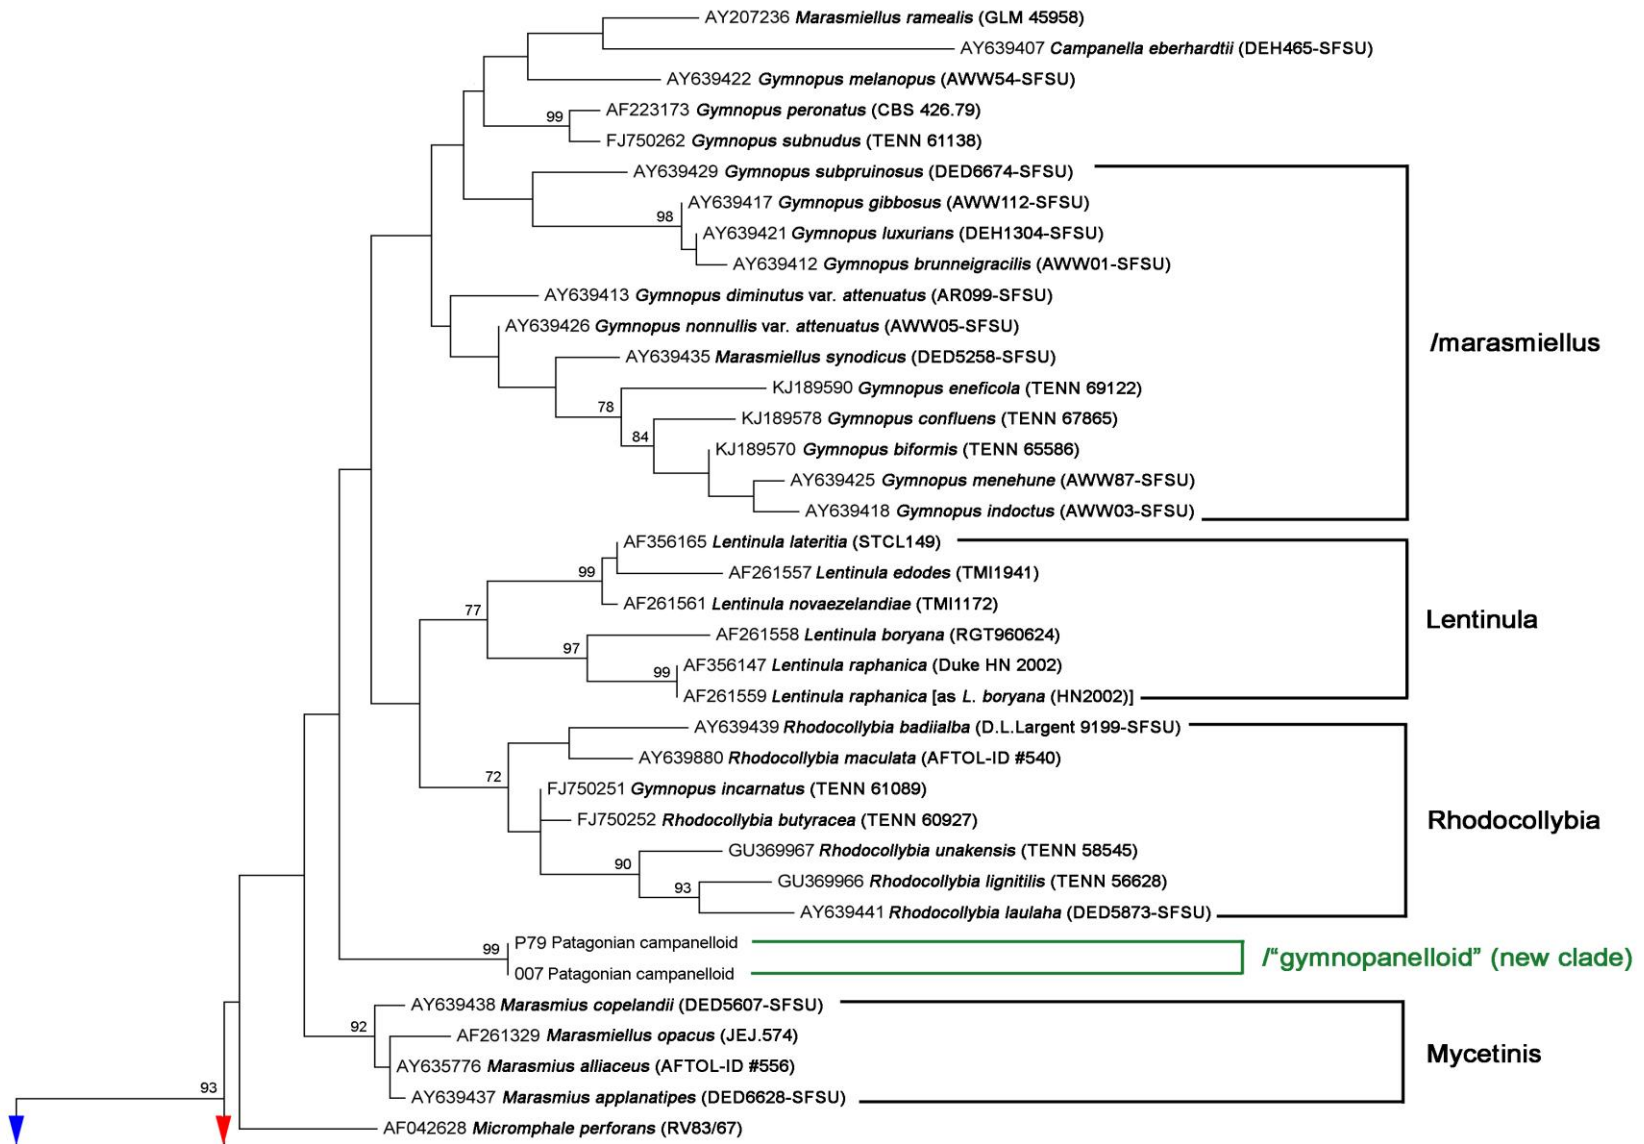 AY207236 Marasmiellus ramealis (GLM 45958)
AY639407 Campanella eberhardtii (DEH465-SFSU)
AY639422 Gymnopus melanopus (AWW54-SFSU)
99
AF223173 Gymnopus peronatus (CBS 426.79)
FJ750262 Gymnopus subnudus (TENN 61138)
AY639429 Gymnopus subpruinosus (DED6674-SFSU)
98
AY639417 Gymnopus gibbosus (AWW112-SFSU)
AY639421 Gymnopus luxurians (DEH1304-SFSU)
AY639412 Gymnopus brunneigracilis (AWW01-SFSU)
AY639413 Gymnopus diminutus var. attenuatus (AR099-SFSU)
AY639426 Gymnopus nonnullis var. attenuatus (AWW05-SFSU)
/marasmiellus
AY639435 Marasmiellus synodicus (DED5258-SFSU)
KJ189590 Gymnopus eneficola (TENN 69122)
78
KJ189578 Gymnopus confluens (TENN 67865)
84
KJ189570 Gymnopus biformis (TENN 65586)
AY639425 Gymnopus menehune (AWW87-SFSU)
AY639418 Gymnopus indoctus (AWW03-SFSU)
AF356165 Lentinula lateritia (STCL149)
99
AF261557 Lentinula edodes (TMI1941)
AF261561 Lentinula novaezelandiae (TMI1172)
77
Lentinula
AF261558 Lentinula boryana (RGT960624)
97
AF356147 Lentinula raphanica (Duke HN 2002)
99
AF261559 Lentinula raphanica [as L. boryana (HN2002)]
AY639439 Rhodocollybia badiialba (D.L.Largent 9199-SFSU)
AY639880 Rhodocollybia maculata (AFTOL-ID #540)
72
FJ750251 Gymnopus incarnatus (TENN 61089)
FJ750252 Rhodocollybia butyracea (TENN 60927)
Rhodocollybia
GU369967 Rhodocollybia unakensis (TENN 58545)
90
GU369966 Rhodocollybia lignitilis (TENN 56628)
93
AY639441 Rhodocollybia laulaha (DED5873-SFSU)
P79 Patagonian campanelloid
99
/“gymnopanelloid” (new clade)
007 Patagonian campanelloid
AY639438 Marasmius copelandii (DED5607-SFSU)
92
AF261329 Marasmiellus opacus (JEJ.574)
Mycetinis
AY635776 Marasmius alliaceus (AFTOL-ID #556)
93
AY639437 Marasmius applanatipes (DED6628-SFSU)
AF042628 Micromphale perforans (RV83/67)